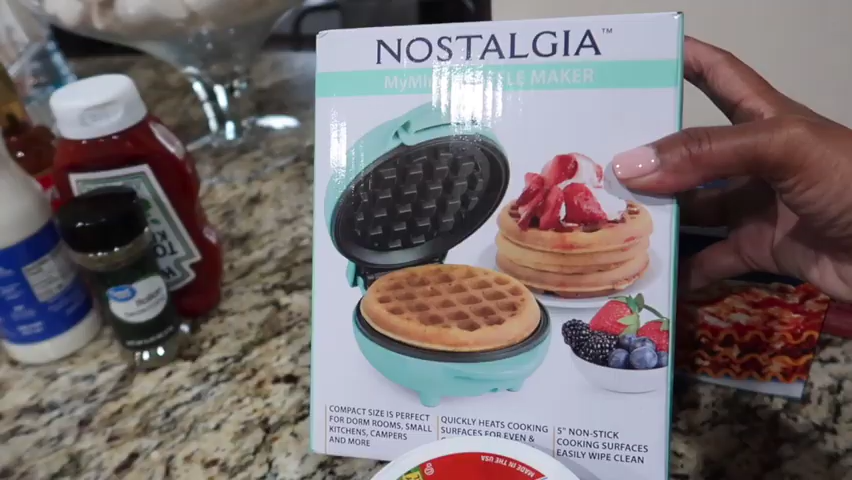 NOSTALGIA™
MAKER
COMPACT SIZE IS PERFECT
FOR DORM ROOMS, SMALL
KITCHENS, CAMPERS
AND MORE
QUICKLY HEATS COOKING
SURFACES FOR EVEN &
5" NON-STICK
COOKING SURFACES
EASILY WIPE CLEAN
MADE IN THE USA